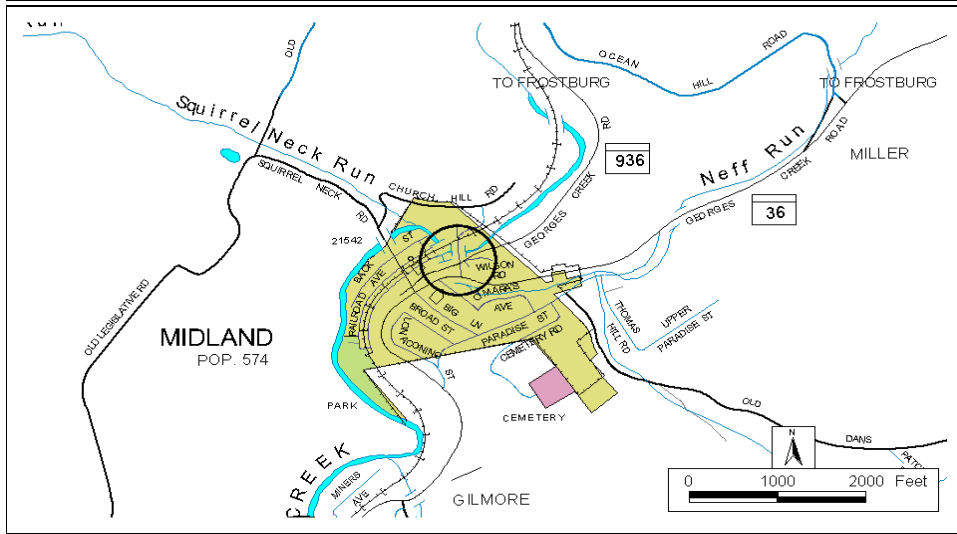 OLD
OCEAN
HILL
ROAD
TO FROSTBURG
TO FROSTBURG
Squirrel Neck Run
SQUIRREL NECK RD
CHURCH HILL RD
GEORGES CREEK RD
936
Neff Run
MILLER
GEORGES CREEK ROAD
36
21542
BACK ST
RAILROAD AVE
WILSON RD
O MARAS AVE
BIG LN
BROAD ST
PARADISE ST
LONACONING ST
CEMETERY RD
THOMAS HILL RD
UPPER PARADISE ST
OLD LEGISLATIVE RD
MIDLAND
POP. 574
PARK
CEMETERY
OLD
DANS
CREEK
MINERS AVE
GILMORE
N
0 1000 2000 Feet